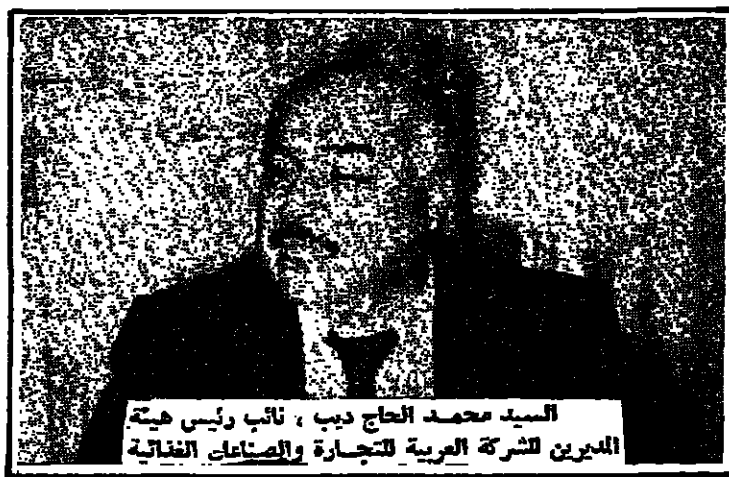 السيد محمد الحاج ديب ، نائب رئيس هيئة
المديرين للشركة العربية للتجارة والصناعات الغذائية